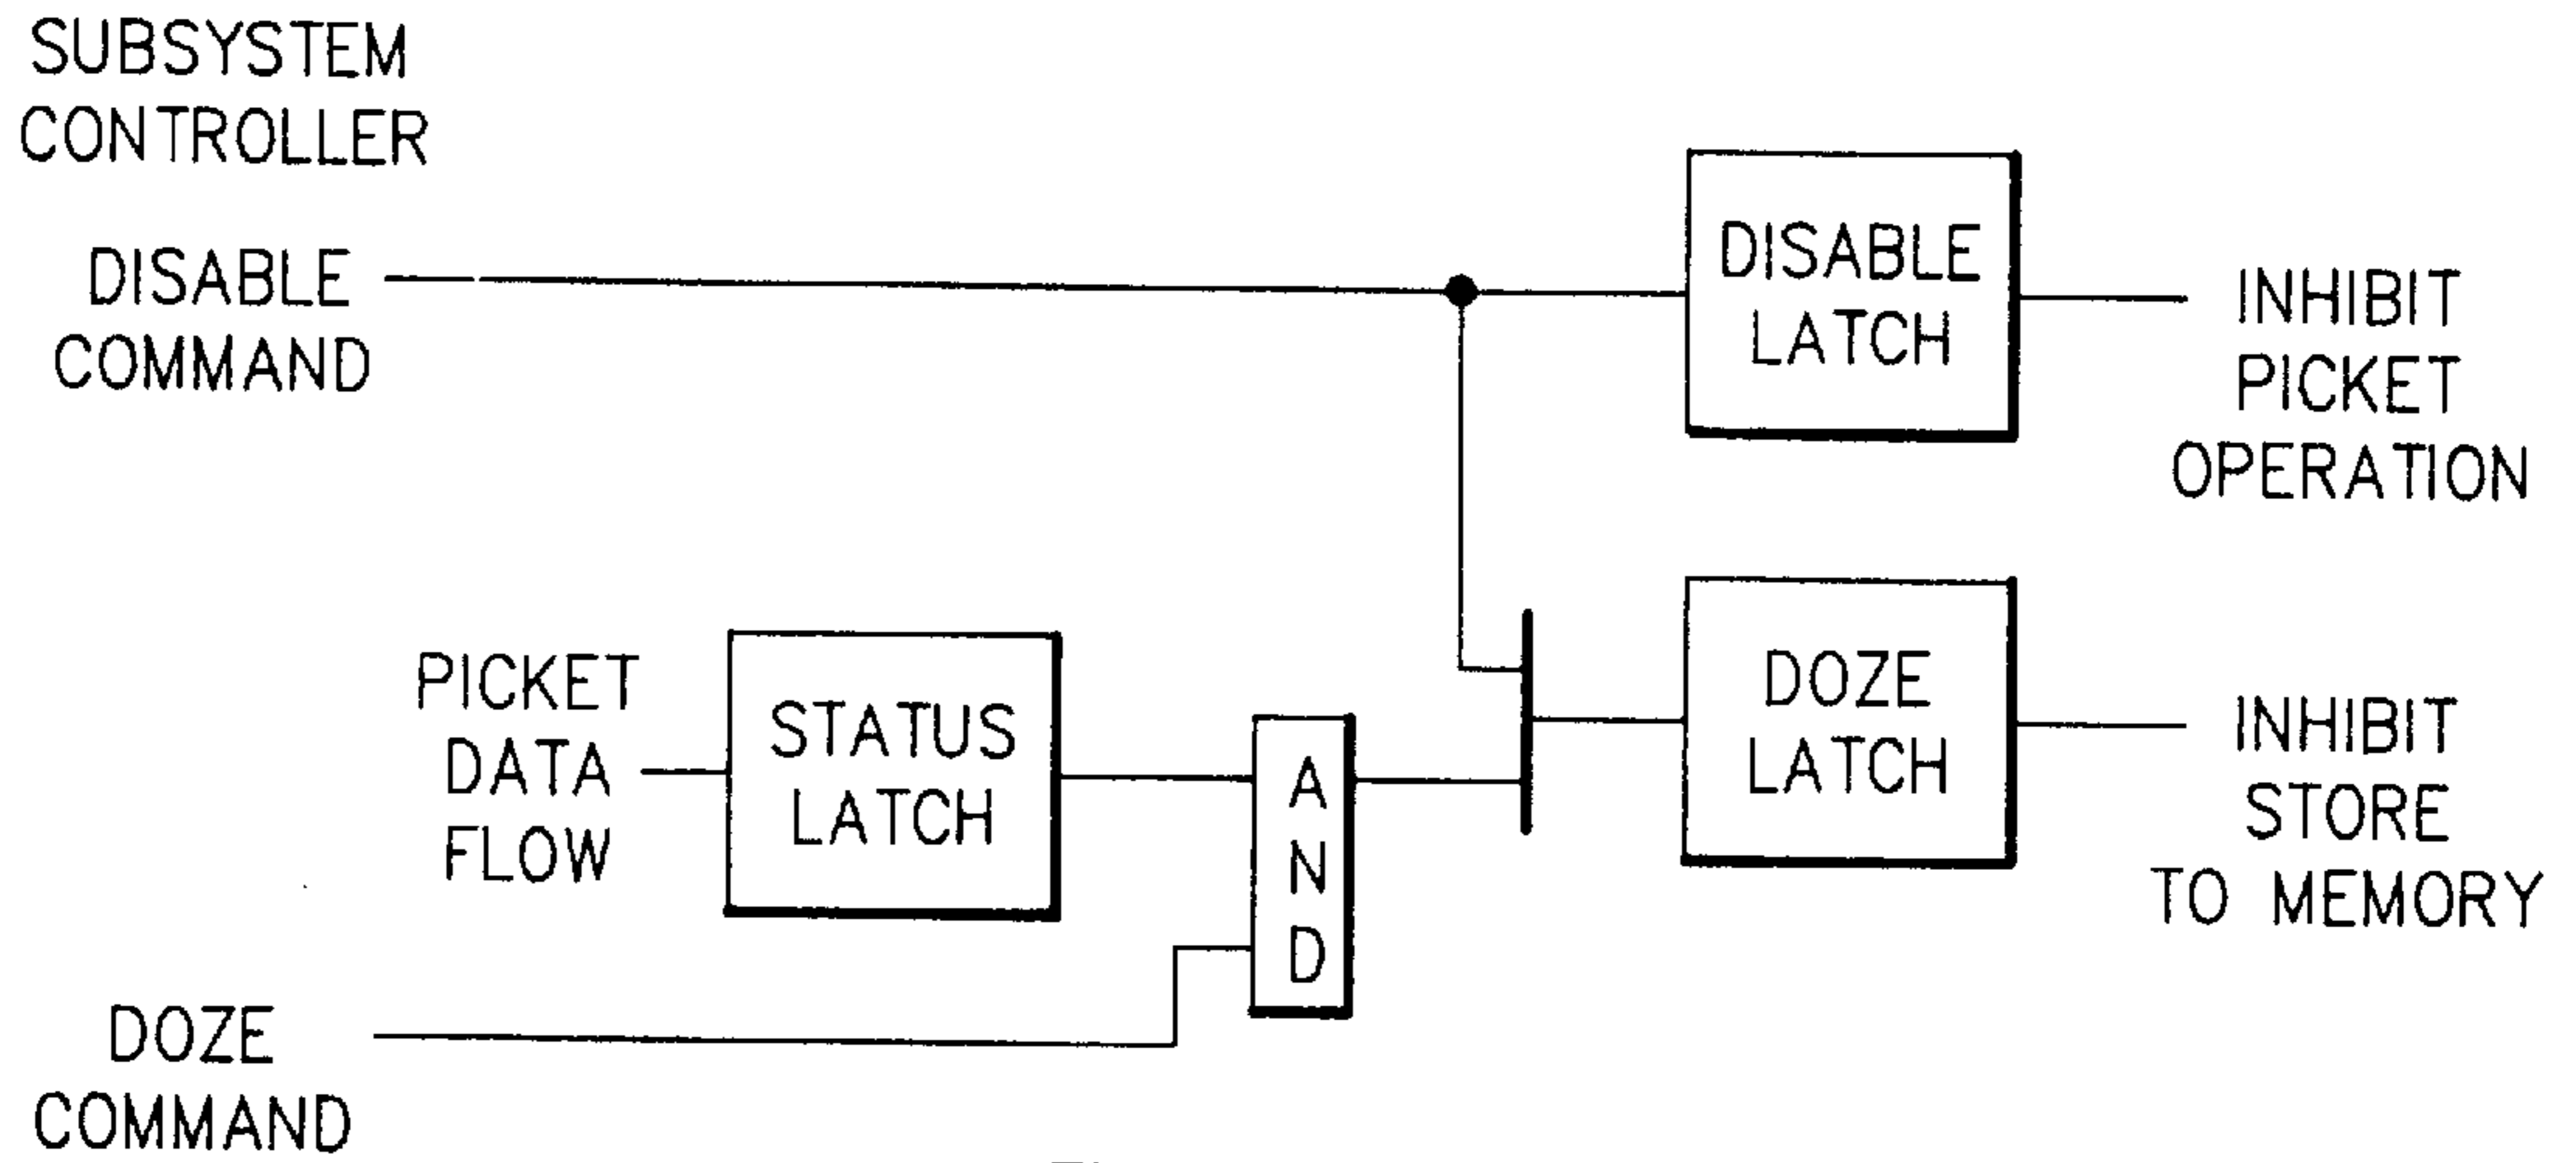 SUBSYSTEM
CONTROLLER
DISABLE
COMMAND
DISABLE
LATCH
INHIBIT
PICKET
OPERATION
PICKET
DATA
FLOW
STATUS
LATCH
AND
DOZE
LATCH
INHIBIT
STORE
TO MEMORY
DOZE
COMMAND